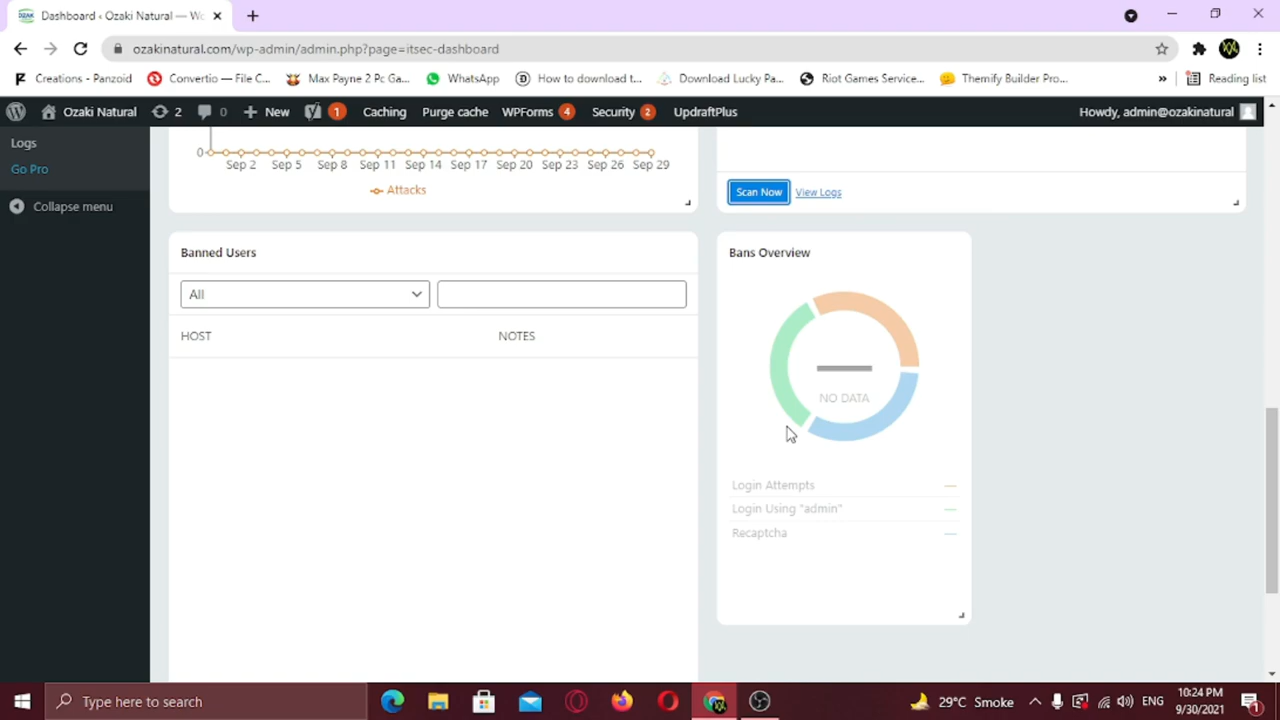 Dashboard ‹ Ozaki Natural — Wo
ozakinatural.com/wp-admin/admin.php?page=itsec-dashboard
Creations - Panzoid
Convertio — File C...
Max Payne 2 Pc Ga...
WhatsApp
How to download t...
Download Lucky Pa...
Riot Games Service...
Themify Builder Pro...
»
Reading list
Ozaki Natural
2
0
New
1
Caching
Purge cache
WPForms 4
Security 2
UpdraftPlus
Howdy, admin@ozakinatural
Logs
Go Pro
Collapse menu
0
Sep 2 Sep 5 Sep 8 Sep 11 Sep 14 Sep 17 Sep 20 Sep 23 Sep 26 Sep 29
Attacks
Scan Now View Logs
Banned Users
All
HOST NOTES
Bans Overview
NO DATA
Login Attempts —
Login Using "admin" —
Recaptcha —
Type here to search
29°C Smoke
ENG
10:24 PM
9/30/2021
1